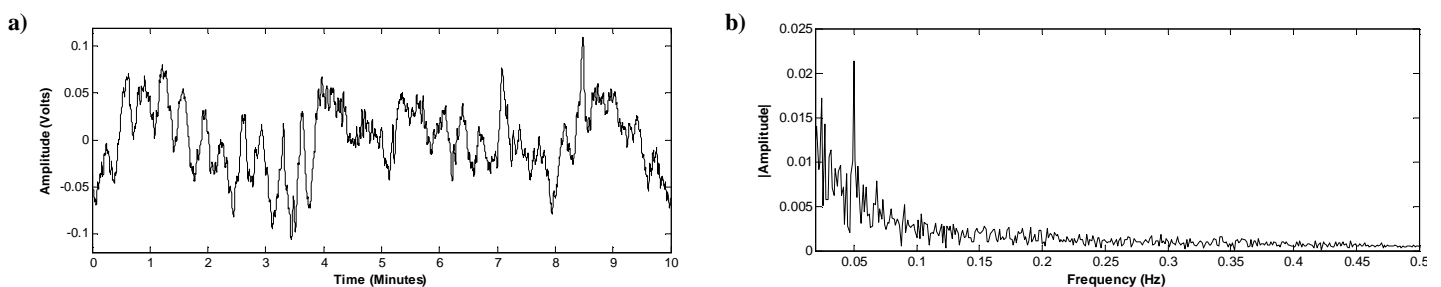 a)
0.1
0.05
0
-0.05
-0.1
Amplitude (Volts)
0 1 2 3 4 5 6 7 8 9 10
Time (Minutes)
b)
0.025
0.02
0.015
0.01
0.005
0
|Amplitude|
0.05 0.1 0.15 0.2 0.25 0.3 0.35 0.4 0.45 0.5
Frequency (Hz)